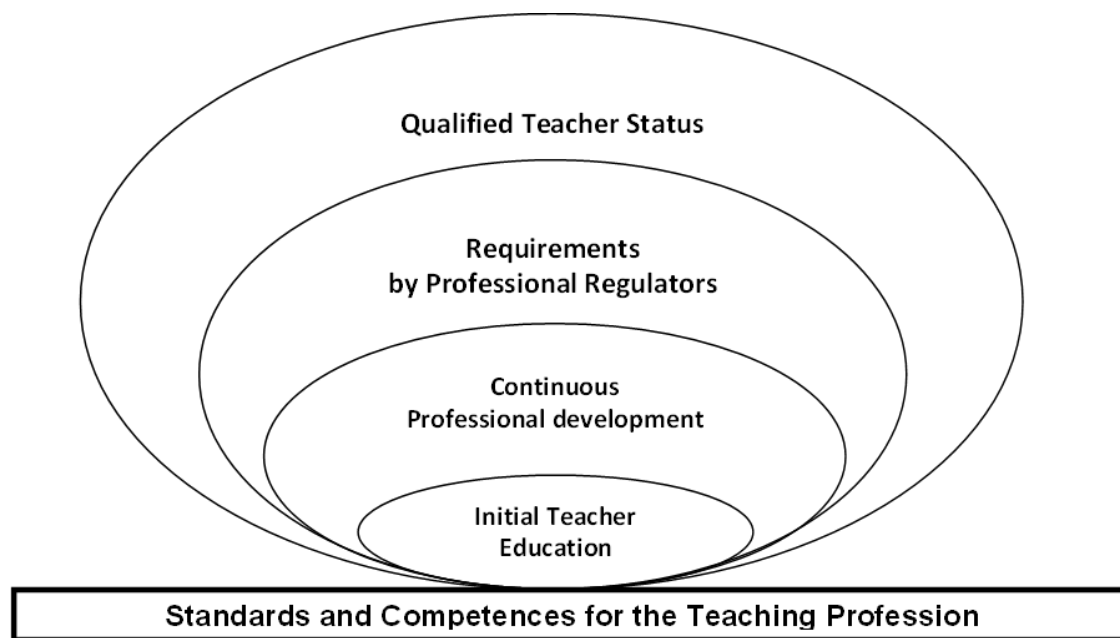 Qualified Teacher Status
Requirements
by Professional Regulators
Continuous
Professional development
Initial Teacher
Education
Standards and Competences for the Teaching Profession